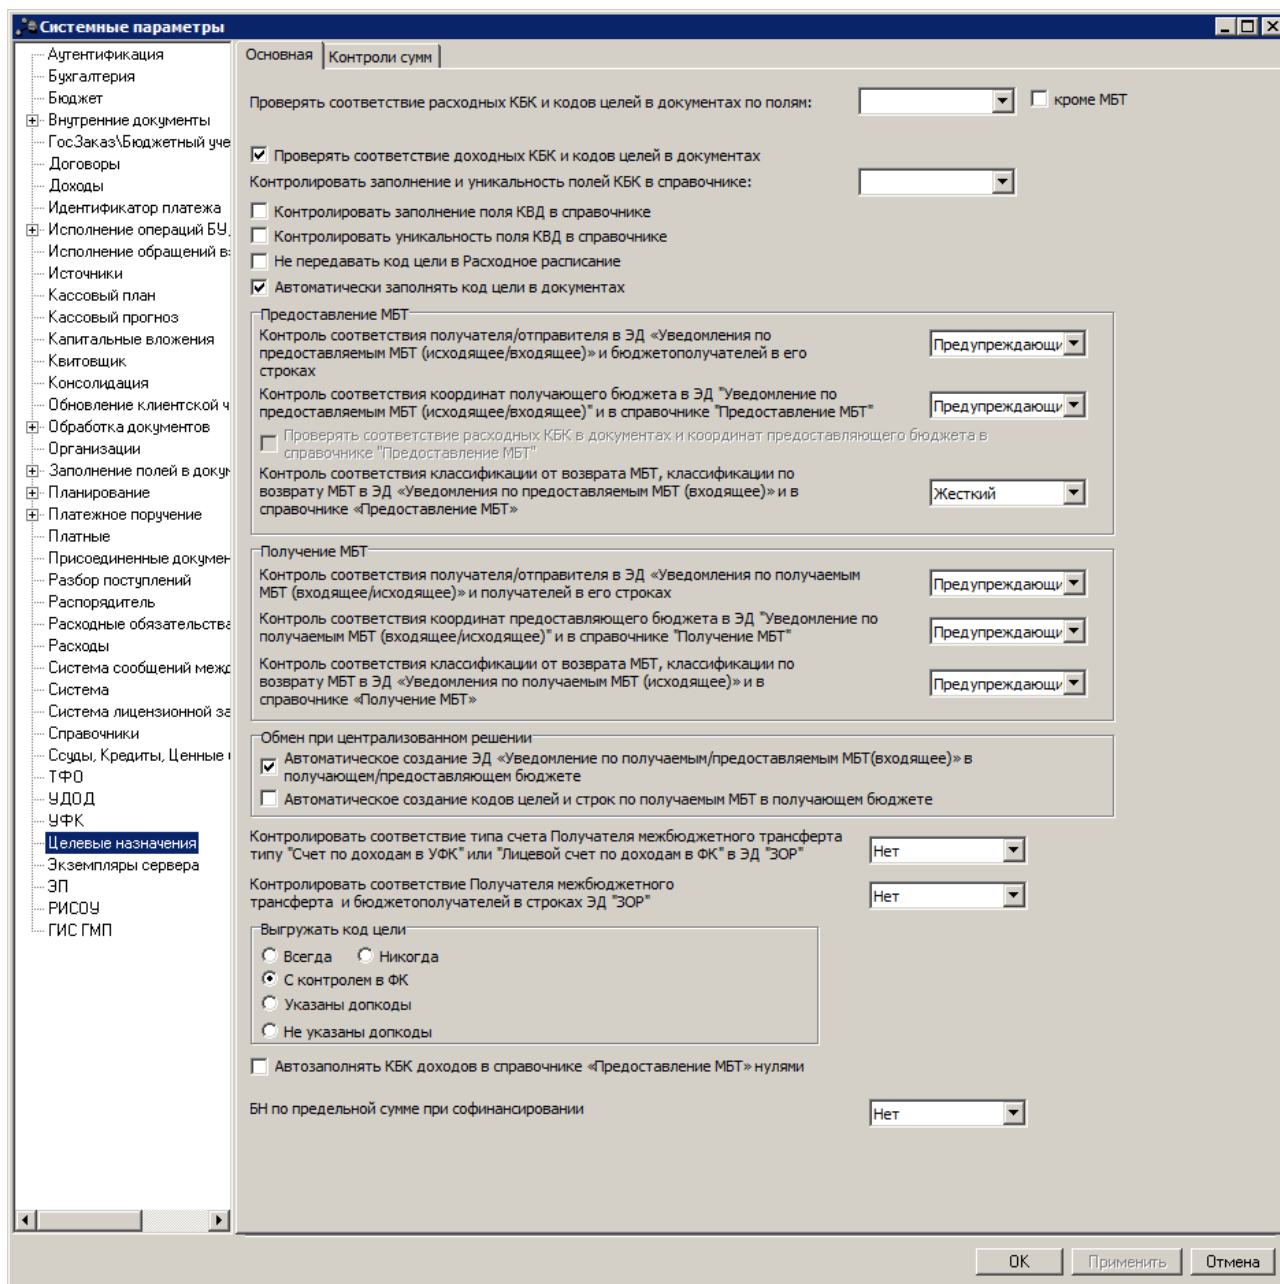 Системные параметры
Аутентификация
Бухгалтерия
Бюджет
Внутренние документы
ГосЗаказ\Бюджетный уче
Договоры
Доходы
Идентификатор платежа
Исполнение операций БУ
Исполнение обращений в
Источники
Кассовый план
Кассовый прогноз
Капитальные вложения
Квитовщик
Консолидация
Обновление клиентской ч
Обработка документов
Организации
Заполнение полей в доку
Планирование
Платежное поручение
Платные
Присоединенные докумен
Разбор поступлений
Распорядитель
Расходные обязательства
Расходы
Система сообщений межд
Система
Система лицензионной за
Справочники
Ссуды, Кредиты, Ценные
ТФО
УДОД
УФК
Целевые назначения
Экземпляры сервера
ЭП
РИСОУ
ГИС ГМП
Основная
Контроли сумм
Проверять соответствие расходных КБК и кодов целей в документах по полям:
кроме МБТ
Проверять соответствие доходных КБК и кодов целей в документах
Контролировать заполнение и уникальность полей КБК в справочнике:
Контролировать заполнение поля КВД в справочнике
Контролировать уникальность поля КВД в справочнике
Не передавать код цели в Расходное расписание
Автоматически заполнять код цели в документах
Предоставление МБТ
Контроль соответствия получателя/отправителя в ЭД «Уведомления по
предоставляемым МБТ (исходящее/входящее)» и бюджетополучателей в его
строках
Предупреждающи
Контроль соответствия координат получающего бюджета в ЭД "Уведомление по
предоставляемым МБТ (исходящее/входящее)" и в справочнике "Предоставление МБТ"
Предупреждающи
Проверять соответствие расходных КБК в документах и координат предоставляющего бюджета в
справочнике "Предоставление МБТ"
Контроль соответствия классификации от возврата МБТ, классификации по
возврату МБТ в ЭД «Уведомления по предоставляемым МБТ (входящее)» и в
справочнике «Предоставление МБТ»
Жесткий
Получение МБТ
Контроль соответствия получателя/отправителя в ЭД «Уведомления по получаемым
МБТ (входящее/исходящее)» и получателей в его строках
Предупреждающи
Контроль соответствия координат предоставляющего бюджета в ЭД "Уведомление по
получаемым МБТ (входящее/исходящее)" и в справочнике "Получение МБТ"
Предупреждающи
Контроль соответствия классификации от возврата МБТ, классификации по
возврату МБТ в ЭД «Уведомления по получаемым МБТ (исходящее)» и в
справочнике «Получение МБТ»
Предупреждающи
Обмен при централизованном решении
Автоматическое создание ЭД «Уведомление по получаемым/предоставляемым МБТ(входящее)» в
получающем/предоставляющем бюджете
Автоматическое создание кодов целей и строк по получаемым МБТ в получающем бюджете
Контролировать соответствие типа счета Получателя межбюджетного трансферта
типу "Счет по доходам в УФК" или "Лицевой счет по доходам в ФК" в ЭД "ЗОР"
Нет
Контролировать соответствие Получателя межбюджетного
трансферта и бюджетополучателей в строках ЭД "ЗОР"
Нет
Выгружать код цели
Всегда
Никогда
С контролем в ФК
Указаны допкоды
Не указаны допкоды
Автозаполнять КБК доходов в справочнике «Предоставление МБТ» нулями
БН по предельной сумме при софинансировании
Нет
ОК
Применить
Отмена